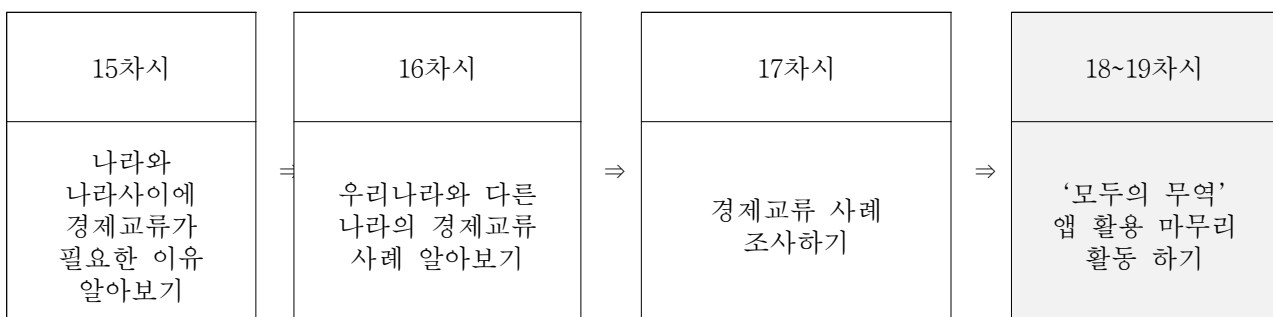 15차시
나라와
나라사이에
경제교류가
필요한 이유
알아보기
⇒
16차시
우리나라와 다른
나라의 경제교류
사례 알아보기
⇒
17차시
경제교류 사례
조사하기
⇒
18~19차시
‘모두의 무역’
앱 활용 마무리
활동 하기